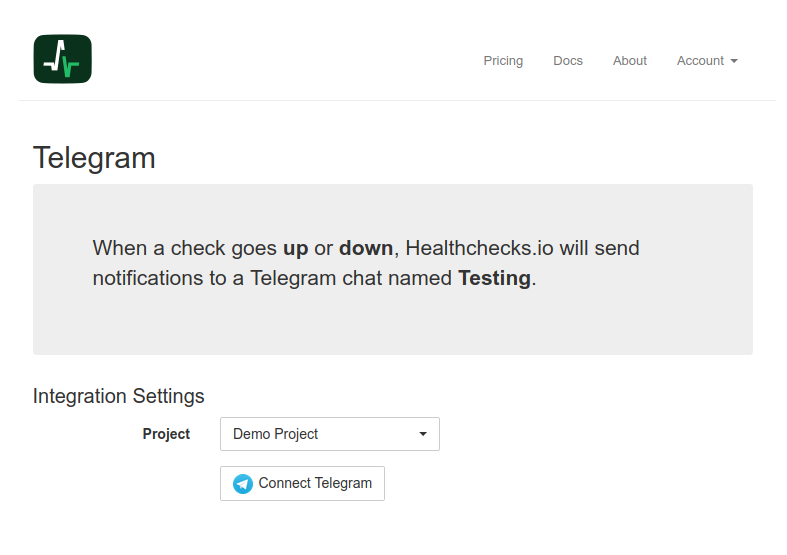 Pricing Docs About Account
Telegram
When a check goes up or down, Healthchecks.io will send
notifications to a Telegram chat named Testing.
Integration Settings
Project Demo Project
Connect Telegram